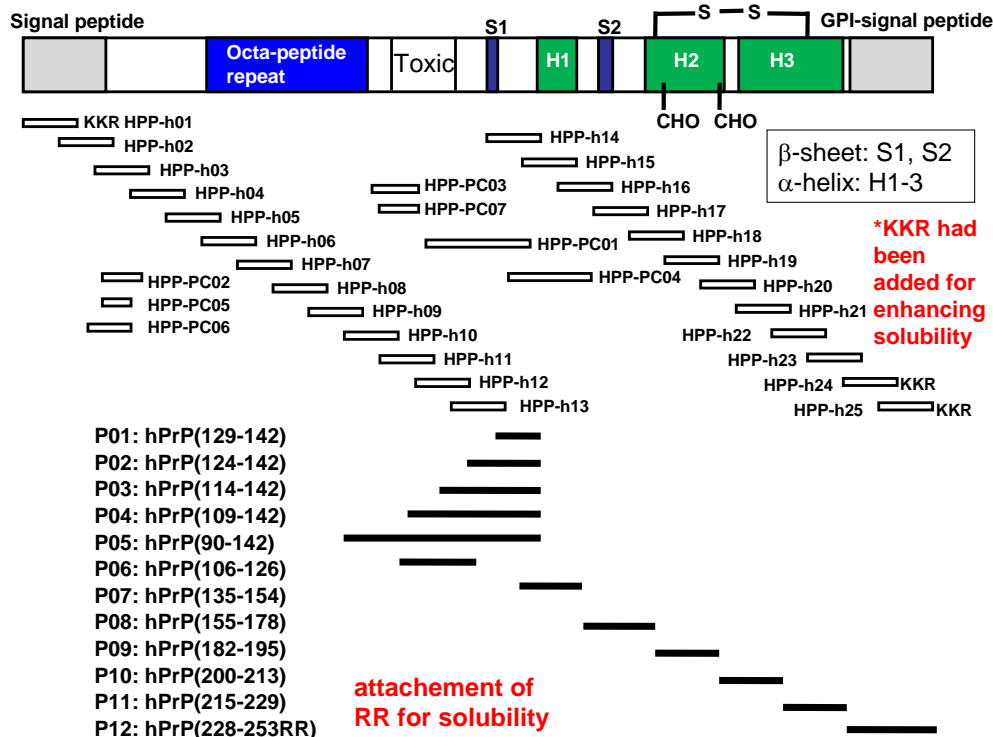 Signal peptide
GPI-signal peptide
S S
S1
S2
Octa-peptide
repeat
Toxic
H1
H2
H3
CHO CHO
β-sheet: S1, S2
α-helix: H1-3
*KKR had
been
added for
enhancing
solubility
KKR HPP-h01
HPP-h02
HPP-h03
HPP-h04
HPP-h05
HPP-h06
HPP-h07
HPP-PC02
HPP-h08
HPP-PC05
HPP-h09
HPP-PC06
HPP-h10
HPP-h11
HPP-h12
HPP-h13
HPP-PC03
HPP-PC07
HPP-PC01
HPP-PC04
HPP-h14
HPP-h15
HPP-h16
HPP-h17
HPP-h18
HPP-h19
HPP-h20
HPP-h21
HPP-h22
HPP-h23
HPP-h24 KKR
HPP-h25 KKR
P01: hPrP(129-142)
P02: hPrP(124-142)
P03: hPrP(114-142)
P04: hPrP(109-142)
P05: hPrP(90-142)
P06: hPrP(106-126)
P07: hPrP(135-154)
P08: hPrP(155-178)
P09: hPrP(182-195)
P10: hPrP(200-213)
P11: hPrP(215-229)
P12: hPrP(228-253RR)
attachement of
RR for solubility